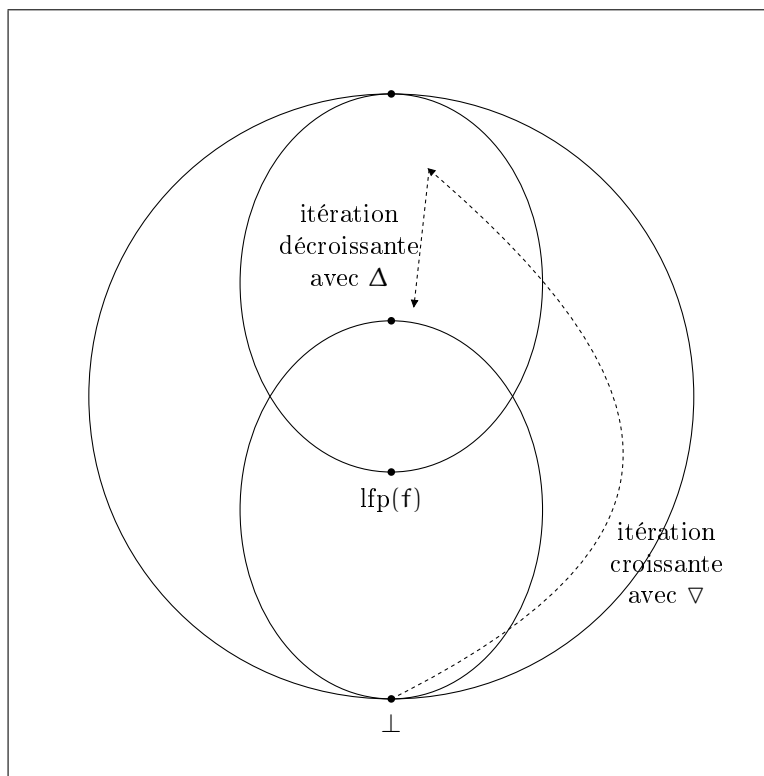 itération
décroissante
avec Δ
lfp(f)
itération
croissante
avec ▽
⊥